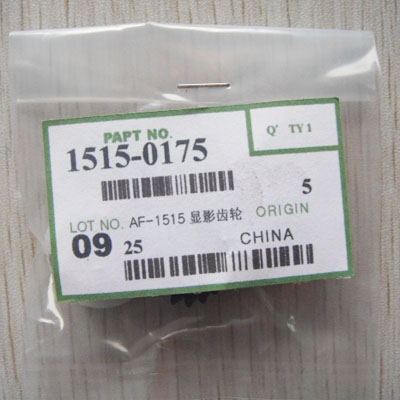 PAPT NO.
Q' TY 1
1515-0175
5
LOT NO. AF-1515 显影齿轮 ORIGIN
09 25 CHINA